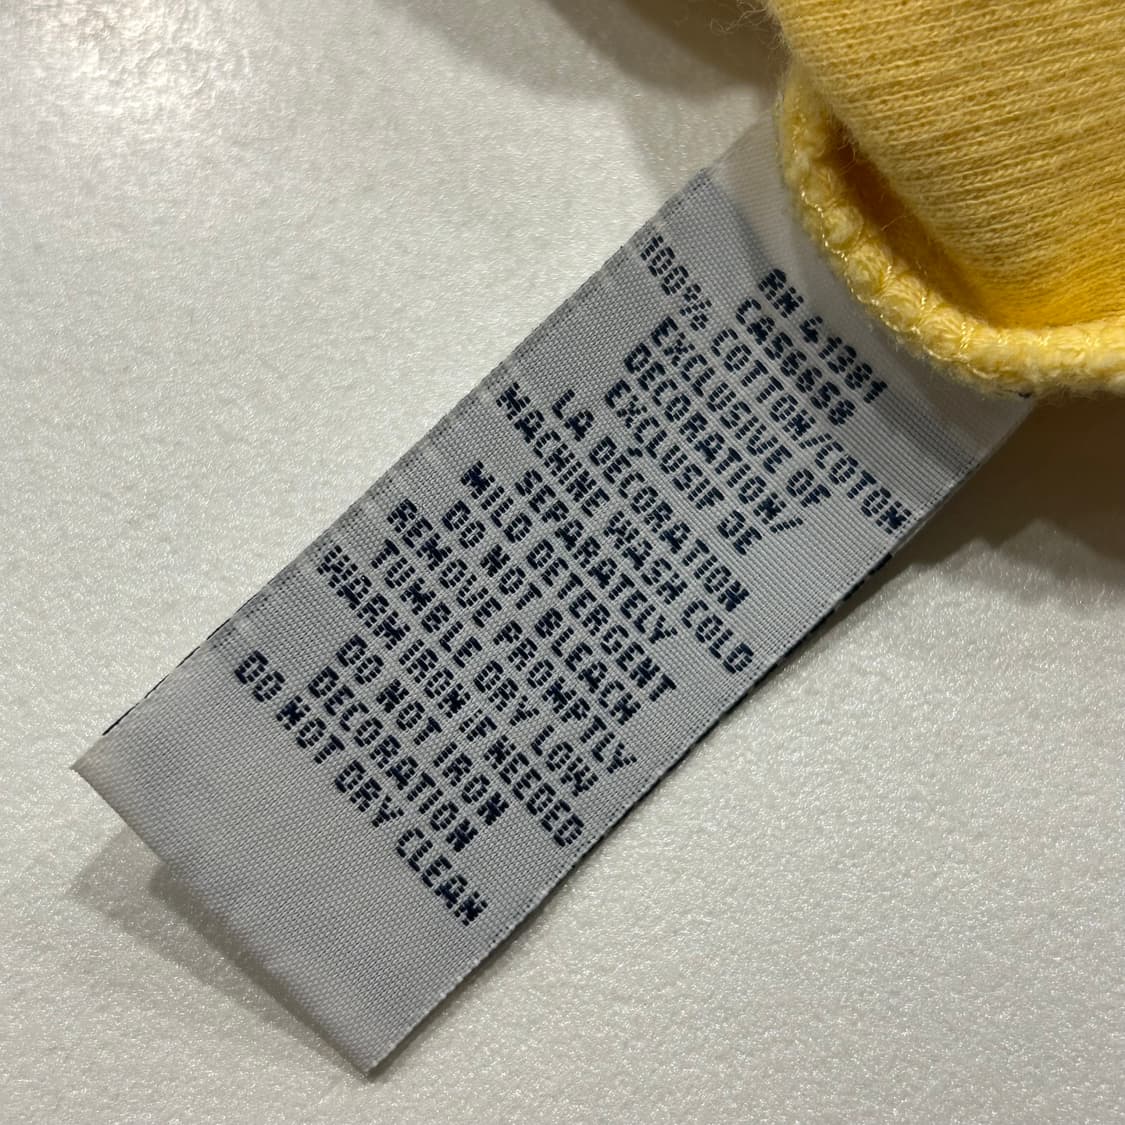 RN 41381
CA56669
100% COTTON/COTON
EXCLUSIVE OF
DECORATION/
EXCLUSIF DE
LA DECORATION
MACHINE WASH COLD
SEPARATELY
MILD DETERGENT
DO NOT BLEACH
REMOVE PROMPTLY
TUMBLE DRY LOW
WARM IRON IF NEEDED
DO NOT IRON
DECORATION
DO NOT DRY CLEAN